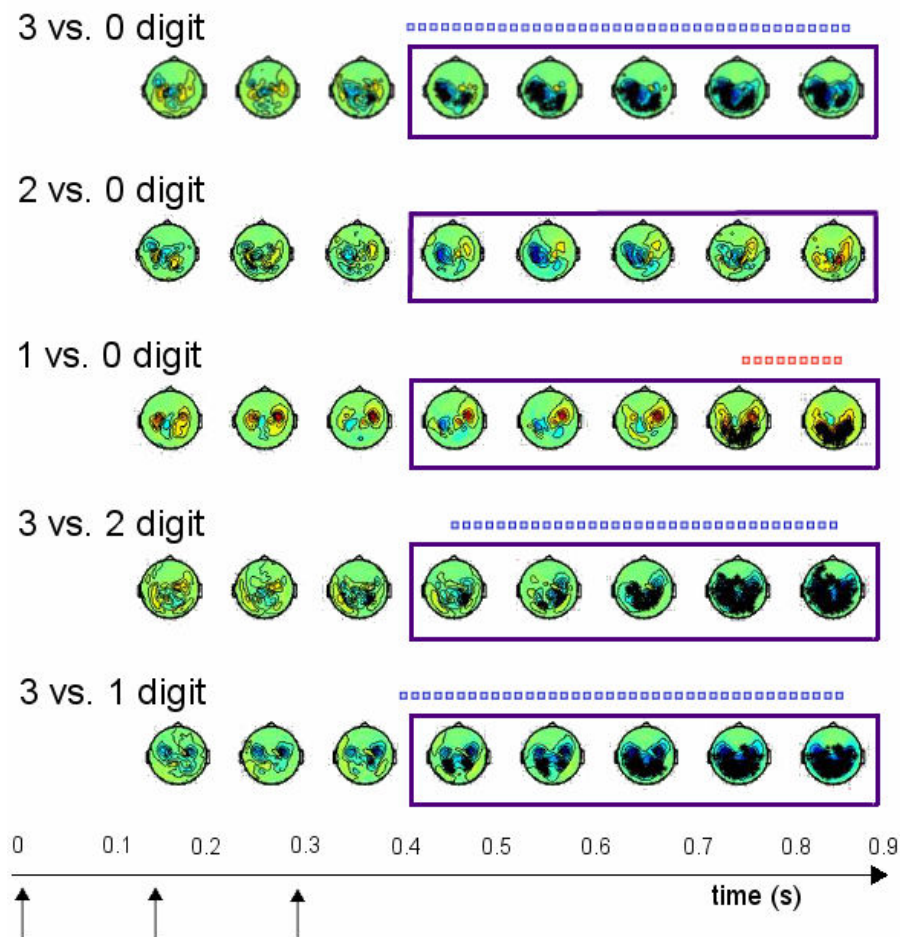 3 vs. 0 digit
2 vs. 0 digit
1 vs. 0 digit
3 vs. 2 digit
3 vs. 1 digit
0 0.1 0.2 0.3 0.4 0.5 0.6 0.7 0.8 0.9
time (s)